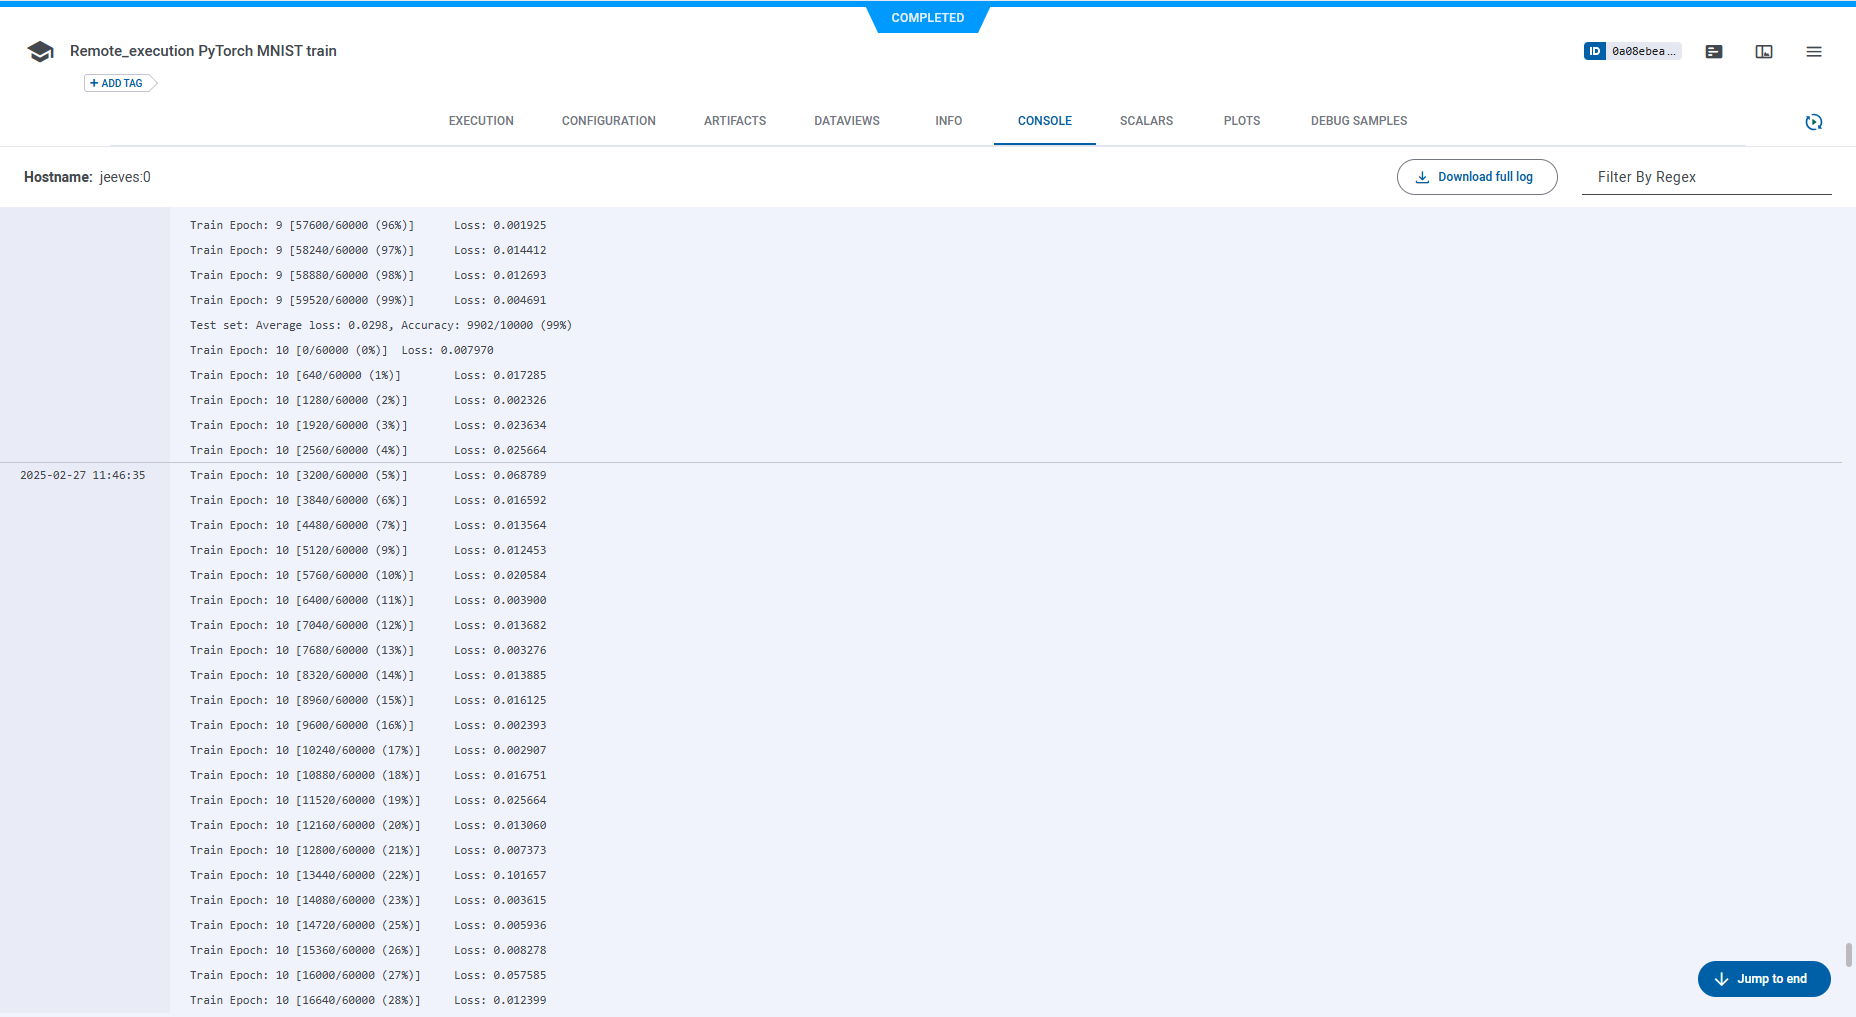 COMPLETED
Remote_execution PyTorch MNIST train
ID 0a08ebea...
+ ADD TAG
EXECUTION CONFIGURATION ARTIFACTS DATAVIEWS INFO CONSOLE SCALARS PLOTS DEBUG SAMPLES
Hostname: jeeves:0 Download full log Filter By Regex
Train Epoch: 9 [57600/60000 (96%)] Loss: 0.001925
Train Epoch: 9 [58240/60000 (97%)] Loss: 0.014412
Train Epoch: 9 [58880/60000 (98%)] Loss: 0.012693
Train Epoch: 9 [59520/60000 (99%)] Loss: 0.004691
Test set: Average loss: 0.0298, Accuracy: 9902/10000 (99%)
Train Epoch: 10 [0/60000 (0%)] Loss: 0.007970
Train Epoch: 10 [640/60000 (1%)] Loss: 0.017285
Train Epoch: 10 [1280/60000 (2%)] Loss: 0.002326
Train Epoch: 10 [1920/60000 (3%)] Loss: 0.023634
Train Epoch: 10 [2560/60000 (4%)] Loss: 0.025664
2025-02-27 11:46:35 Train Epoch: 10 [3200/60000 (5%)] Loss: 0.068789
Train Epoch: 10 [3840/60000 (6%)] Loss: 0.016592
Train Epoch: 10 [4480/60000 (7%)] Loss: 0.013564
Train Epoch: 10 [5120/60000 (9%)] Loss: 0.012453
Train Epoch: 10 [5760/60000 (10%)] Loss: 0.020584
Train Epoch: 10 [6400/60000 (11%)] Loss: 0.003900
Train Epoch: 10 [7040/60000 (12%)] Loss: 0.013682
Train Epoch: 10 [7680/60000 (13%)] Loss: 0.003276
Train Epoch: 10 [8320/60000 (14%)] Loss: 0.013885
Train Epoch: 10 [8960/60000 (15%)] Loss: 0.016125
Train Epoch: 10 [9600/60000 (16%)] Loss: 0.002393
Train Epoch: 10 [10240/60000 (17%)] Loss: 0.002907
Train Epoch: 10 [10880/60000 (18%)] Loss: 0.016751
Train Epoch: 10 [11520/60000 (19%)] Loss: 0.025664
Train Epoch: 10 [12160/60000 (20%)] Loss: 0.013060
Train Epoch: 10 [12800/60000 (21%)] Loss: 0.007373
Train Epoch: 10 [13440/60000 (22%)] Loss: 0.101657
Train Epoch: 10 [14080/60000 (23%)] Loss: 0.003615
Train Epoch: 10 [14720/60000 (25%)] Loss: 0.005936
Train Epoch: 10 [15360/60000 (26%)] Loss: 0.008278
Train Epoch: 10 [16000/60000 (27%)] Loss: 0.057585
Jump to end
Train Epoch: 10 [16640/60000 (28%)] Loss: 0.012399